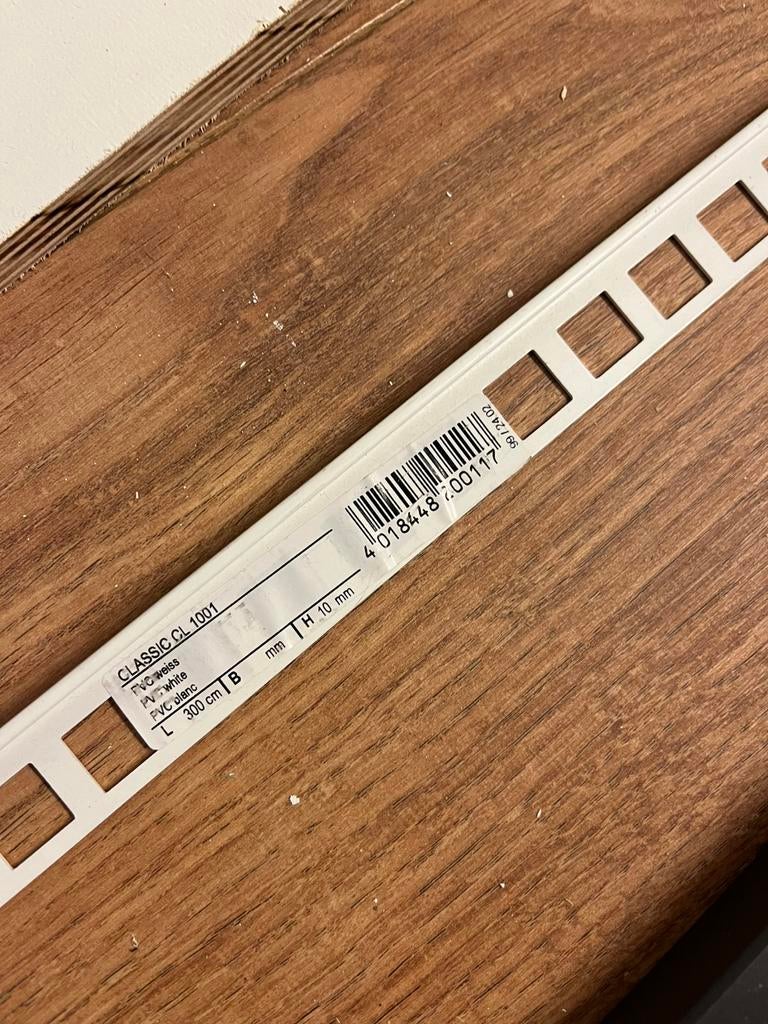 CLASSIC CL 1001
PVC weiss
PVC white
PVC blanc
L 300 cm | B mm | H 10 mm
4 018448 200117
99 / 24 02